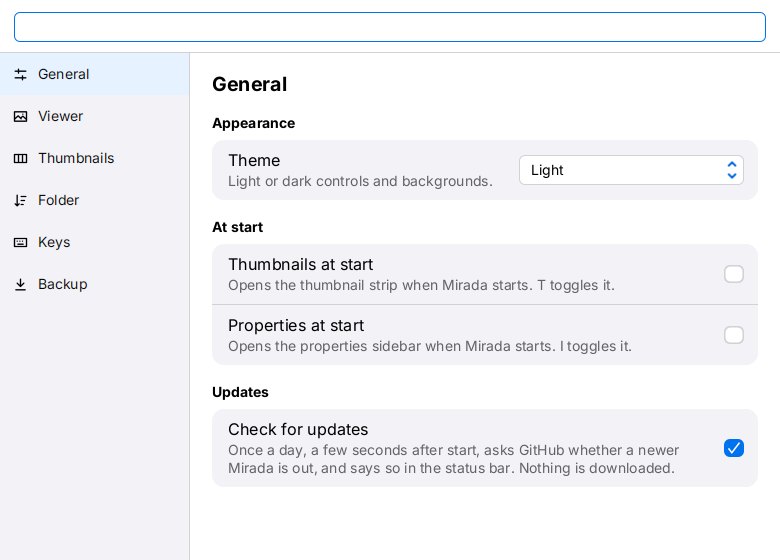 General
Viewer
Thumbnails
Folder
Keys
Backup
General
Appearance
Theme
Light or dark controls and backgrounds.
Light
At start
Thumbnails at start
Opens the thumbnail strip when Mirada starts. T toggles it.
Properties at start
Opens the properties sidebar when Mirada starts. I toggles it.
Updates
Check for updates
Once a day, a few seconds after start, asks GitHub whether a newer
Mirada is out, and says so in the status bar. Nothing is downloaded.